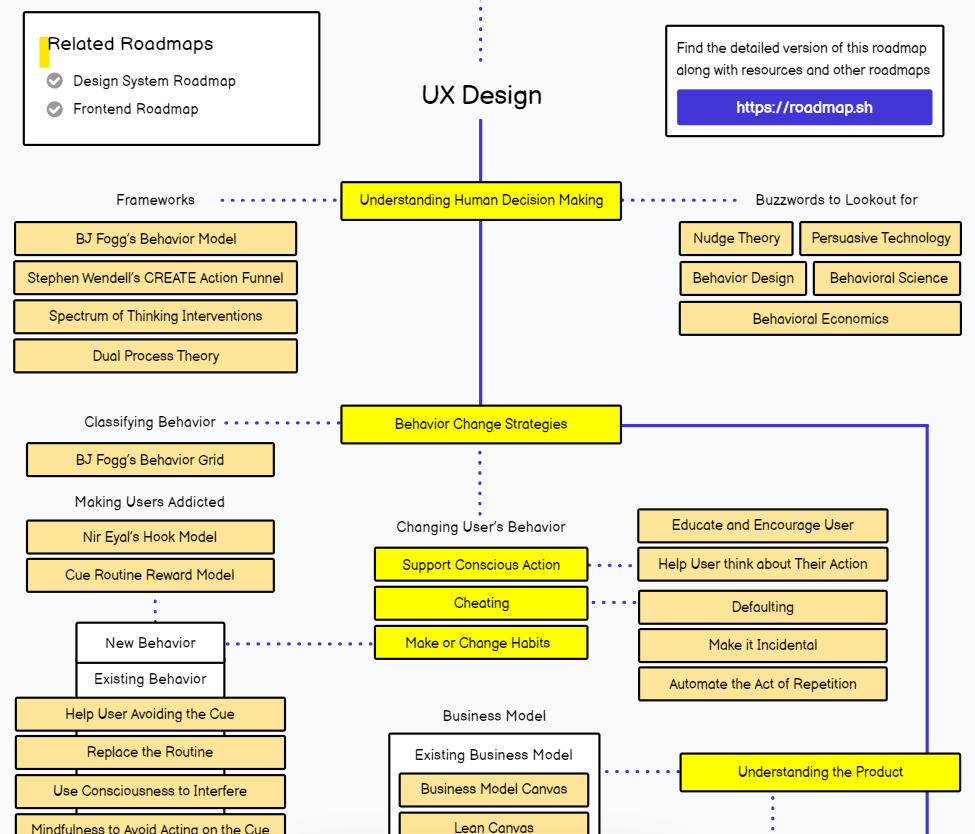 Related Roadmaps
Design System Roadmap
Frontend Roadmap
UX Design
Find the detailed version of this roadmap
along with resources and other roadmaps
https://roadmap.sh
Frameworks
Understanding Human Decision Making
Buzzwords to Lookout for
BJ Fogg's Behavior Model
Stephen Wendell's CREATE Action Funnel
Spectrum of Thinking Interventions
Dual Process Theory
Nudge Theory
Persuasive Technology
Behavior Design
Behavioral Science
Behavioral Economics
Classifying Behavior
Behavior Change Strategies
BJ Fogg's Behavior Grid
Making Users Addicted
Nir Eyal's Hook Model
Cue Routine Reward Model
Changing User's Behavior
Support Conscious Action
Cheating
Make or Change Habits
Educate and Encourage User
Help User think about Their Action
Defaulting
Make it Incidental
Automate the Act of Repetition
New Behavior
Existing Behavior
Help User Avoiding the Cue
Replace the Routine
Use Consciousness to Interfere
Mindfulness to Avoid Acting on the Cue
Business Model
Existing Business Model
Business Model Canvas
Lean Canvas
Understanding the Product